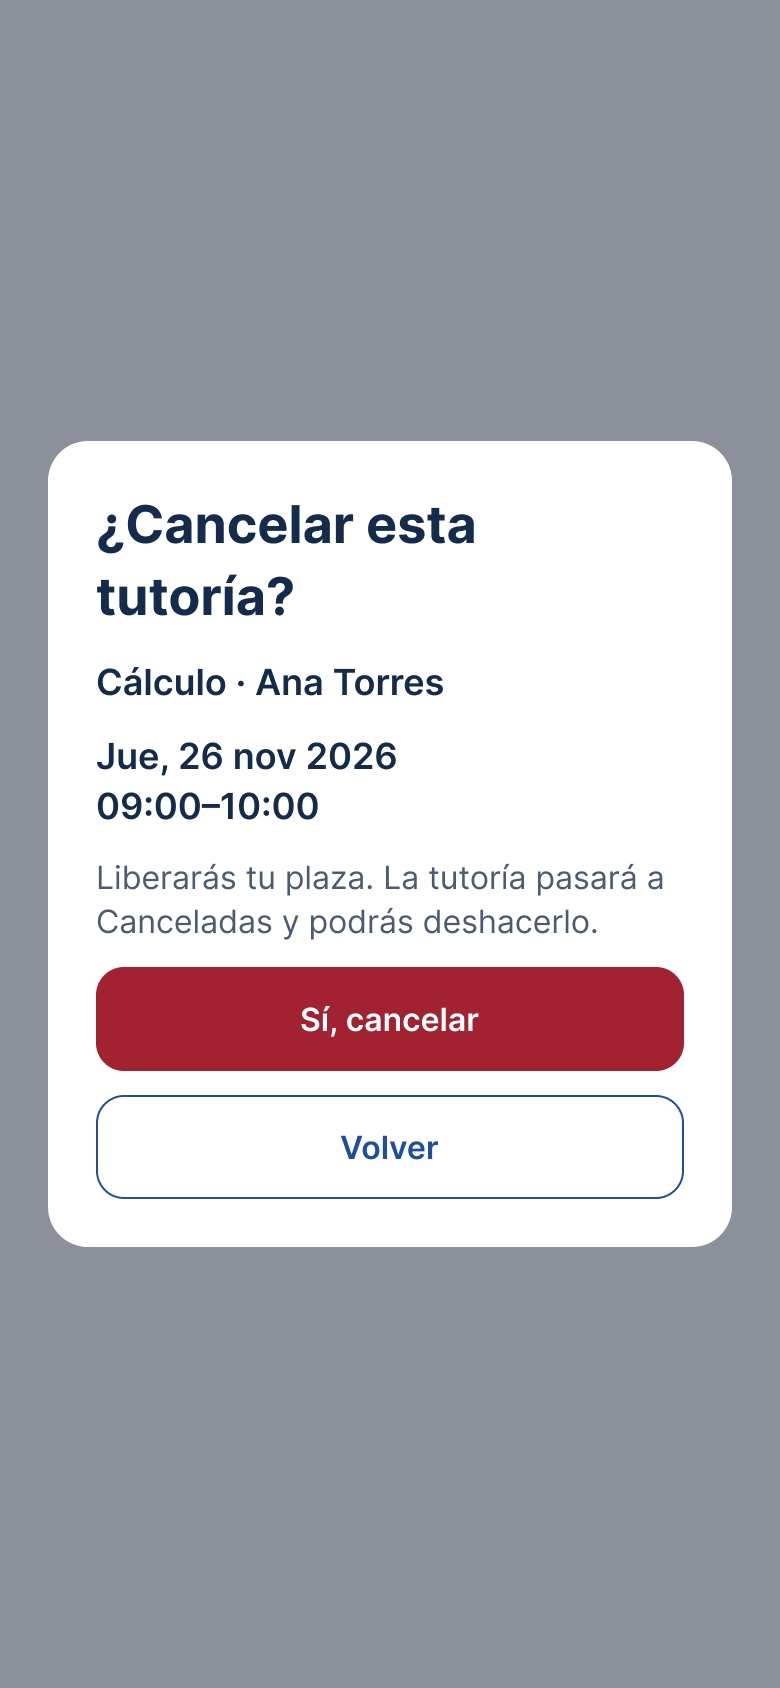 ¿Cancelar esta
tutoría?
Cálculo · Ana Torres
Jue, 26 nov 2026
09:00–10:00
Liberarás tu plaza. La tutoría pasará a
Canceladas y podrás deshacerlo.
Sí, cancelar
Volver